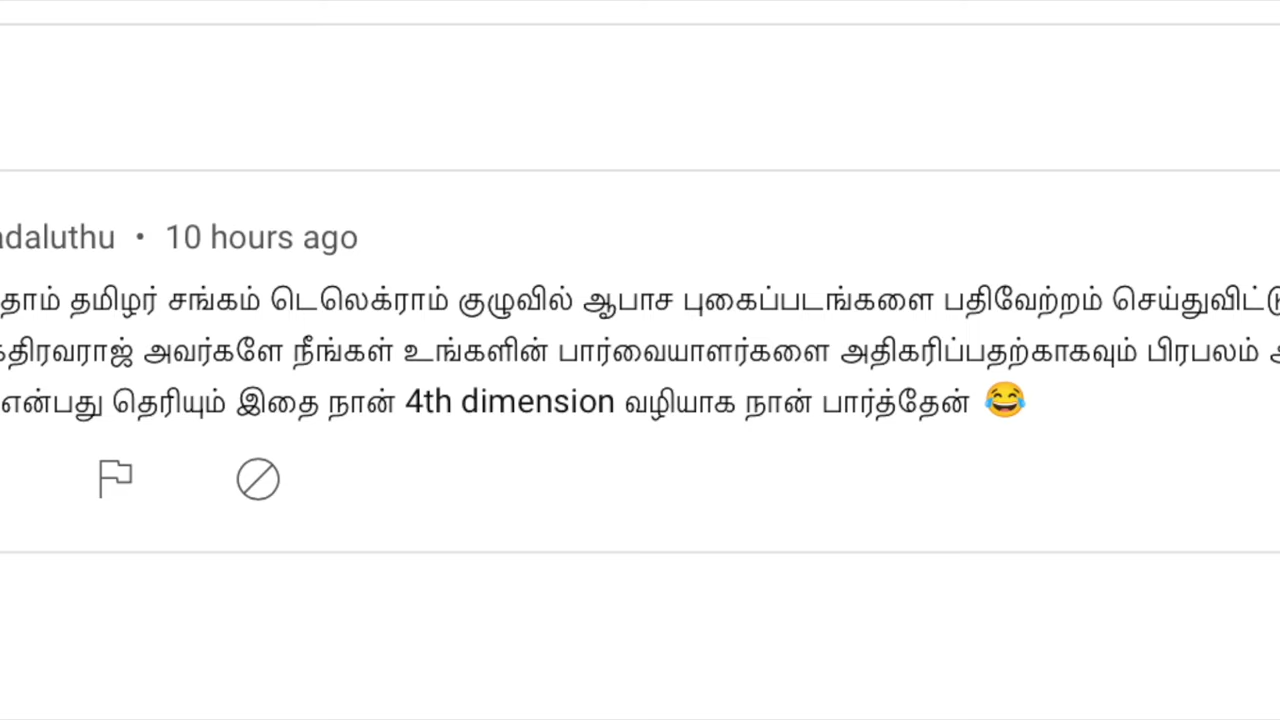 adaluthu • 10 hours ago
தாம் தமிழர் சங்கம் டெலெக்ராம் குழுவில் ஆபாச புகைப்படங்களை பதிவேற்றம் செய்துவிட்டு
திரவராஜ் அவர்களே நீங்கள் உங்களின் பார்வையாளர்களை அதிகரிப்பதற்காகவும் பிரபலம்
என்பது தெரியும் இதை நான் 4th dimension வழியாக நான் பார்த்தேன் 😂